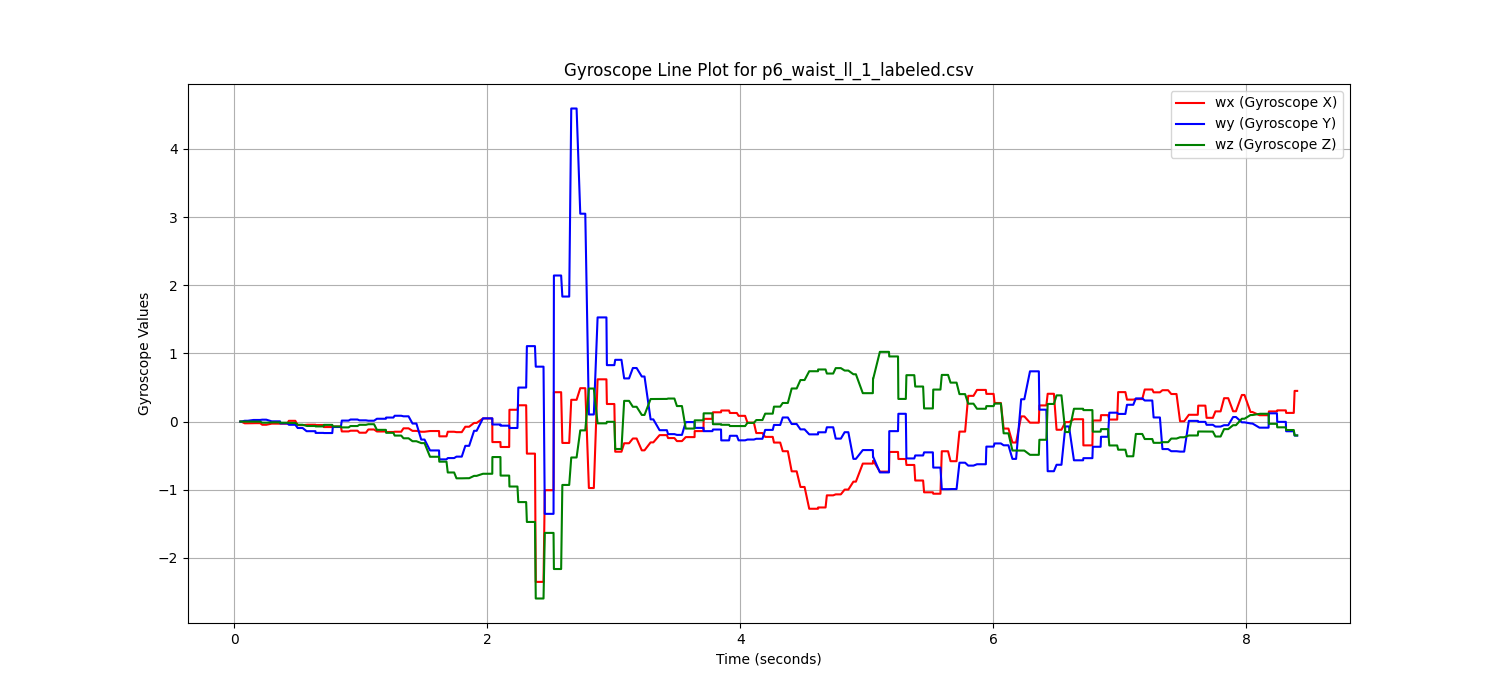 Gyroscope Line Plot for p6_waist_ll_1_labeled.csv
wx (Gyroscope X)
wy (Gyroscope Y)
wz (Gyroscope Z)
Gyroscope Values
4
3
2
1
0
−1
−2
0 2 4 6 8
Time (seconds)